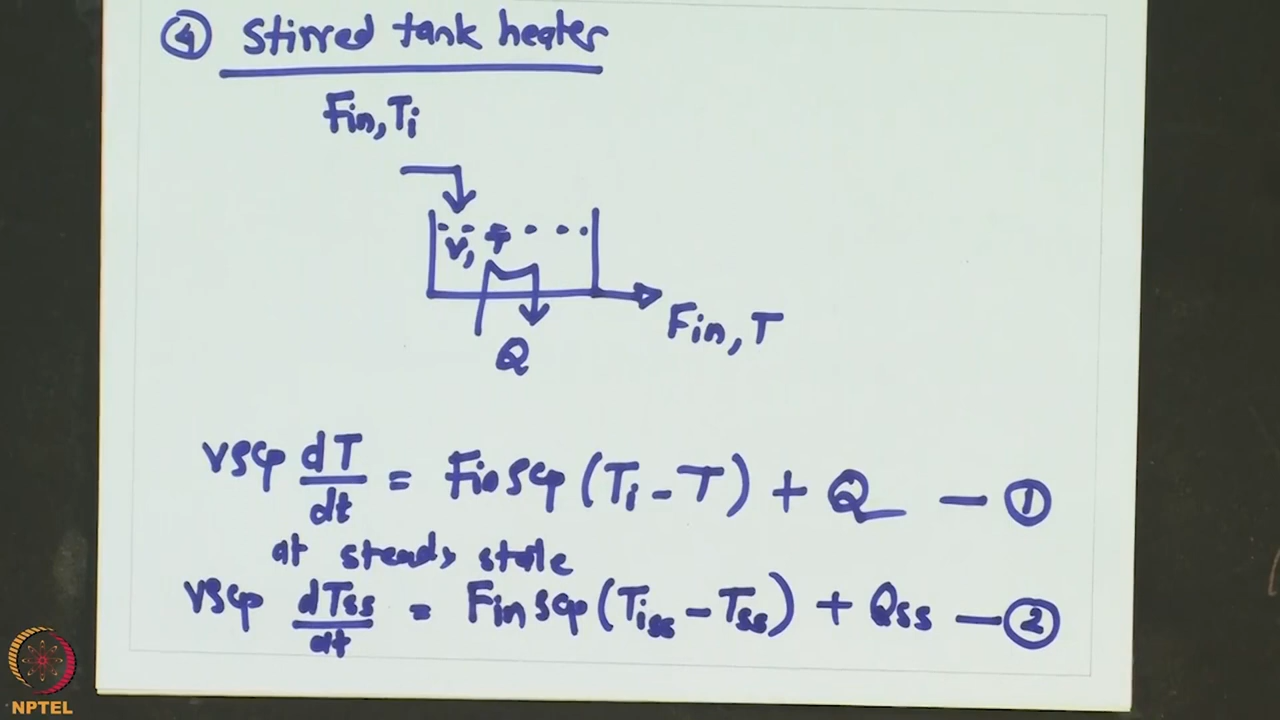 ④ Stirred tank heater
Fin, Ti
V, T
Q
Fin, T
VρCp dT/dt = FinρCp (Ti - T) + Q — ①
at steady state
VρCp dTss/dt = FinρCp (Tiss - Tss) + Qss — ②
NPTEL